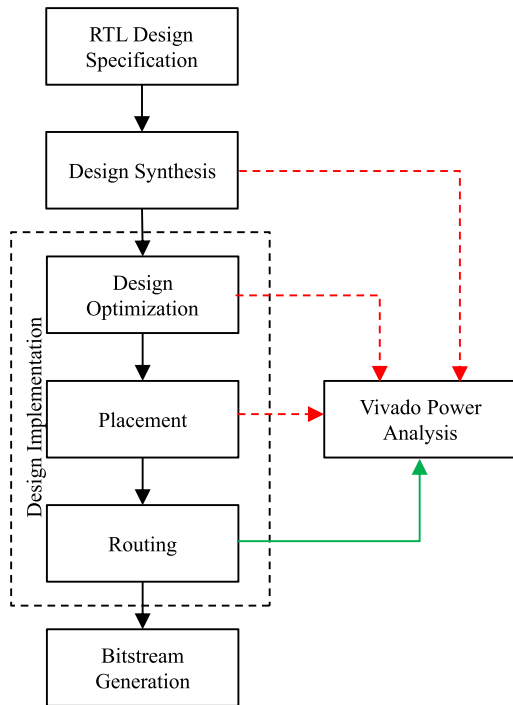 RTL Design
Specification
Design Synthesis
Design Implementation
Design
Optimization
Placement
Vivado Power
Analysis
Routing
Bitstream
Generation